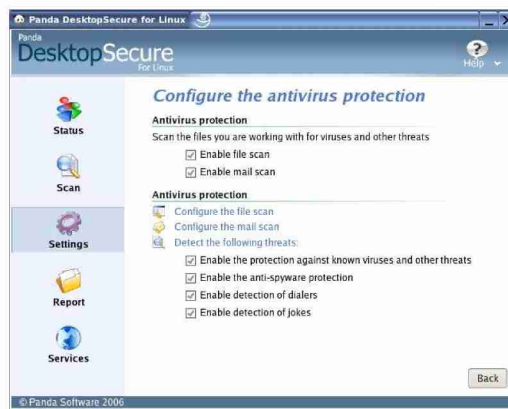 Panda DesktopSecure for Linux
Panda
DesktopSecure
For Linux
Help
Status
Scan
Settings
Report
Services
Configure the antivirus protection
Antivirus protection
Scan the files you are working with for viruses and other threats
Enable file scan
Enable mail scan
Antivirus protection
Configure the file scan
Configure the mail scan
Detect the following threats:
Enable the protection against known viruses and other threats
Enable the anti-spyware protection
Enable detection of dialers
Enable detection of jokes
Back
© Panda Software 2006